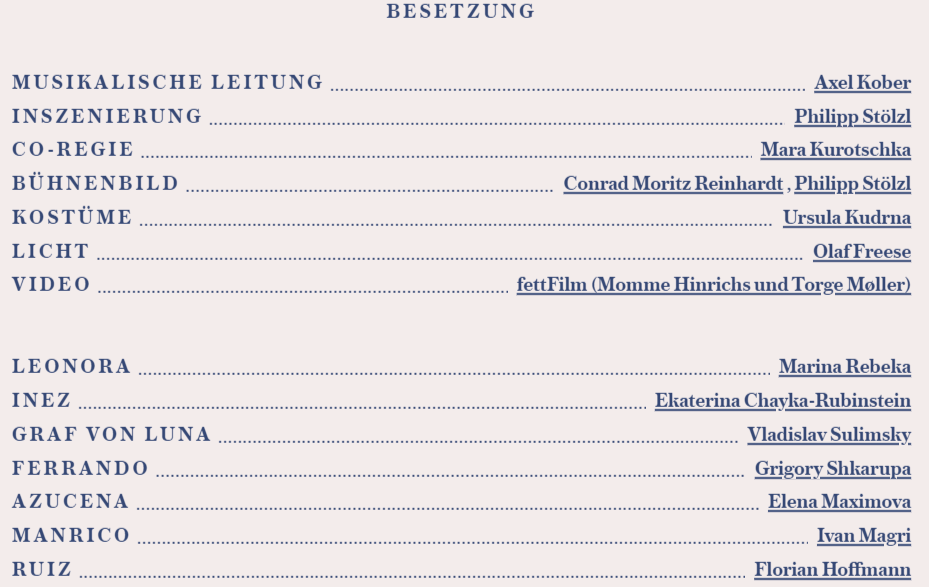 BESETZUNG
MUSIKALISCHE LEITUNG Axel Kober
INSZENIERUNG Philipp Stölzl
CO-REGIE Mara Kurotschka
BÜHNENBILD Conrad Moritz Reinhardt , Philipp Stölzl
KOSTÜME Ursula Kudrna
LICHT Olaf Freese
VIDEO fettFilm (Momme Hinrichs und Torge Møller)
LEONORA Marina Rebeka
INEZ Ekaterina Chayka-Rubinstein
GRAF VON LUNA Vladislav Sulimsky
FERRANDO Grigory Shkarupa
AZUCENA Elena Maximova
MANRICO Ivan Magri
RUIZ Florian Hoffmann